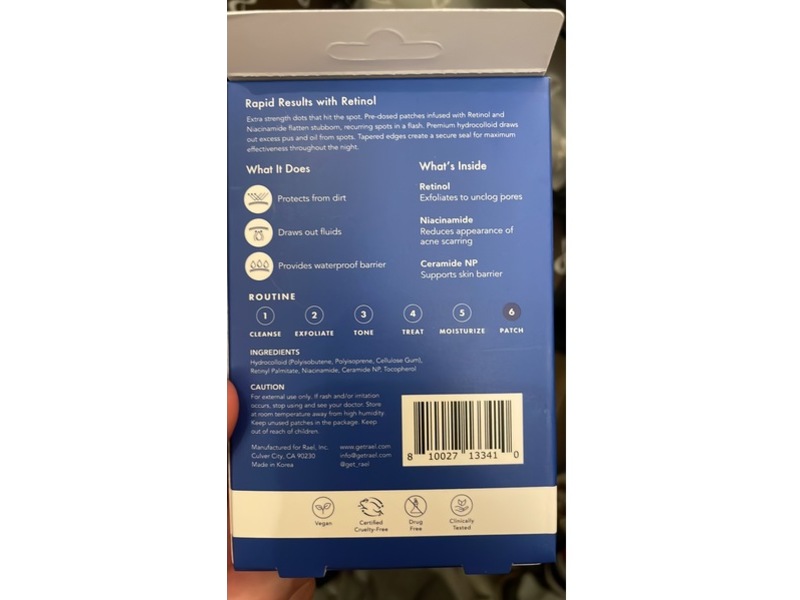 Rapid Results with Retinol
Extra strength dots that hit the spot. Pre-dosed patches infused with Retinol and
Niacinamide flatten stubborn, recurring spots in a flash. Premium hydrocolloid draws
out excess pus and oil from spots. Tapered edges create a secure seal for maximum
effectiveness throughout the night.
What It Does
Protects from dirt
Draws out fluids
Provides waterproof barrier
What's Inside
Retinol
Exfoliates to unclog pores
Niacinamide
Reduces appearance of
acne scarring
Ceramide NP
Supports skin barrier
ROUTINE
1 2 3 4 5 6
CLEANSE EXFOLIATE TONE TREAT MOISTURIZE PATCH
INGREDIENTS
Hydrocolloid (Polyisobutene, Polyisoprene, Cellulose Gum),
Retinyl Palmitate, Niacinamide, Ceramide NP, Tocopherol
CAUTION
For external use only. If rash and/or irritation
occurs, stop using and see your doctor. Store
at room temperature away from high humidity.
Keep unused patches in the package. Keep
out of reach of children.
Manufactured for Rael, Inc.
Culver City, CA 90230
Made in Korea
www.getrael.com
info@getrael.com
@get_rael
8 10027 13341 0
Vegan
Certified
Cruelty-Free
Drug
Free
Clinically
Tested